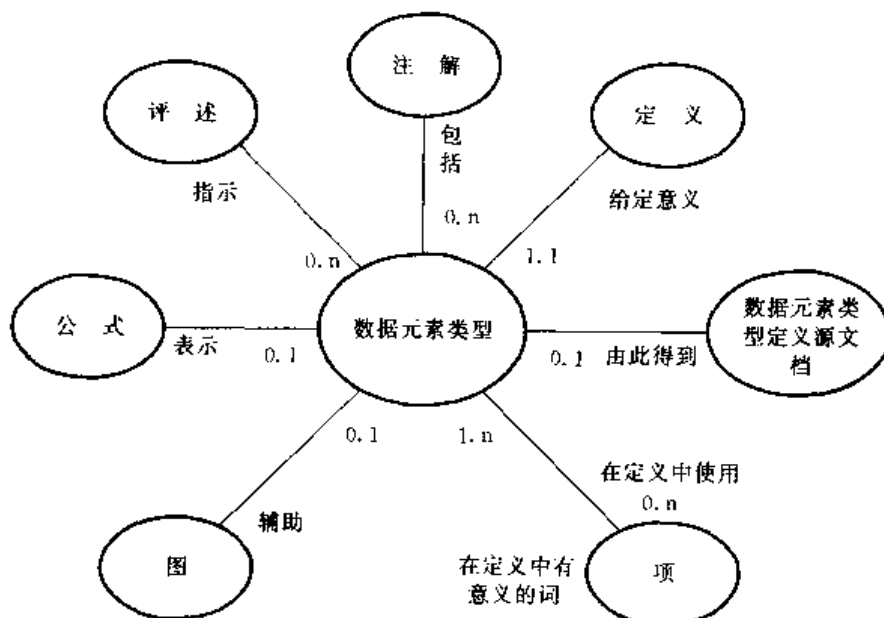 注 解
评 述
定 义
包
括
指示
给定意义
0.n
0.n
1.1
公 式
数据元素类型
数据元素类
型定义源文
档
表示
0.1
0.1
由此得到
0.1
1.n
在定义中使用
0.n
辅助
图
在定义中有
意义的词
项